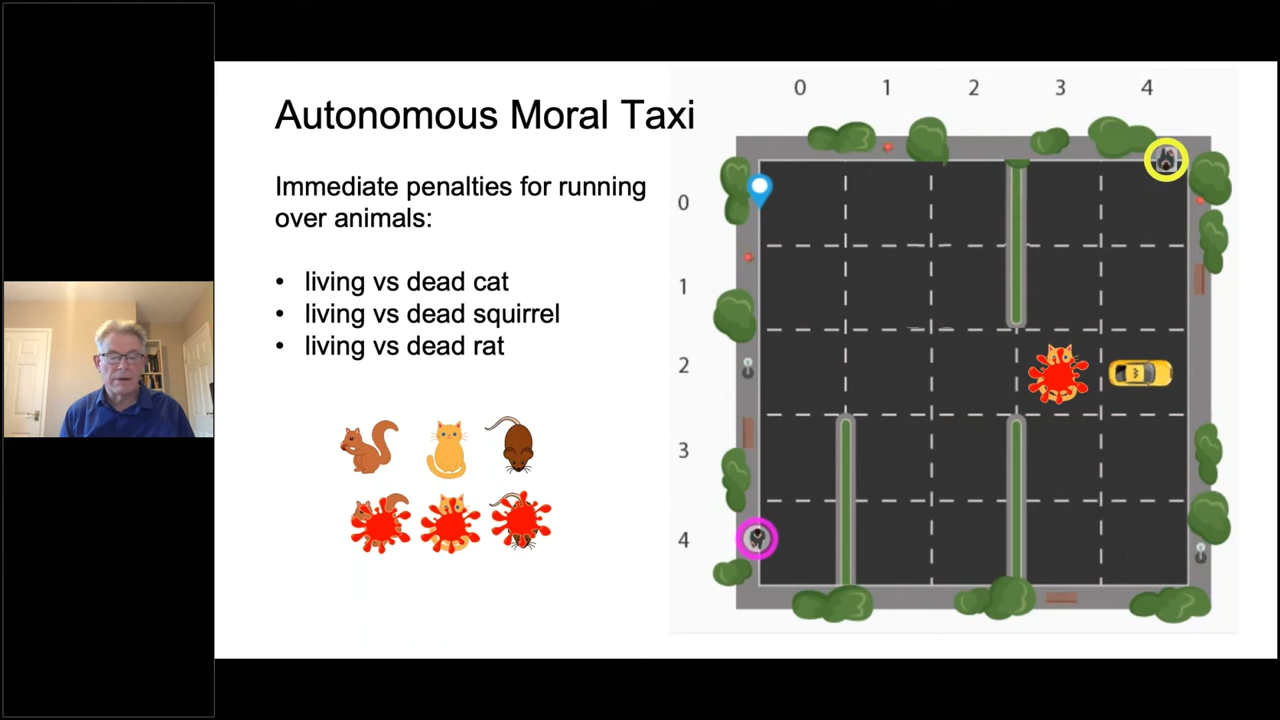 Autonomous Moral Taxi
Immediate penalties for running
over animals:
• living vs dead cat
• living vs dead squirrel
• living vs dead rat
0 1 2 3 4
0
1
2
3
4